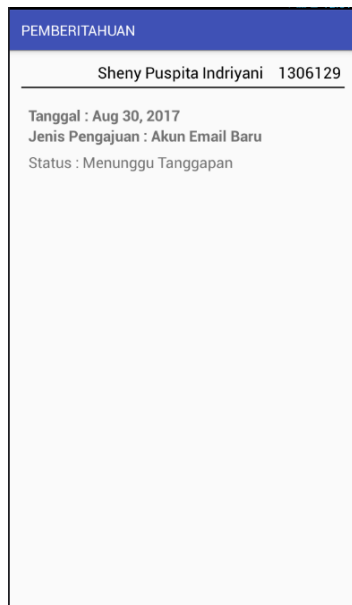 PEMBERITAHUAN
Sheny Puspita Indriyani 1306129
Tanggal : Aug 30, 2017
Jenis Pengajuan : Akun Email Baru
Status : Menunggu Tanggapan